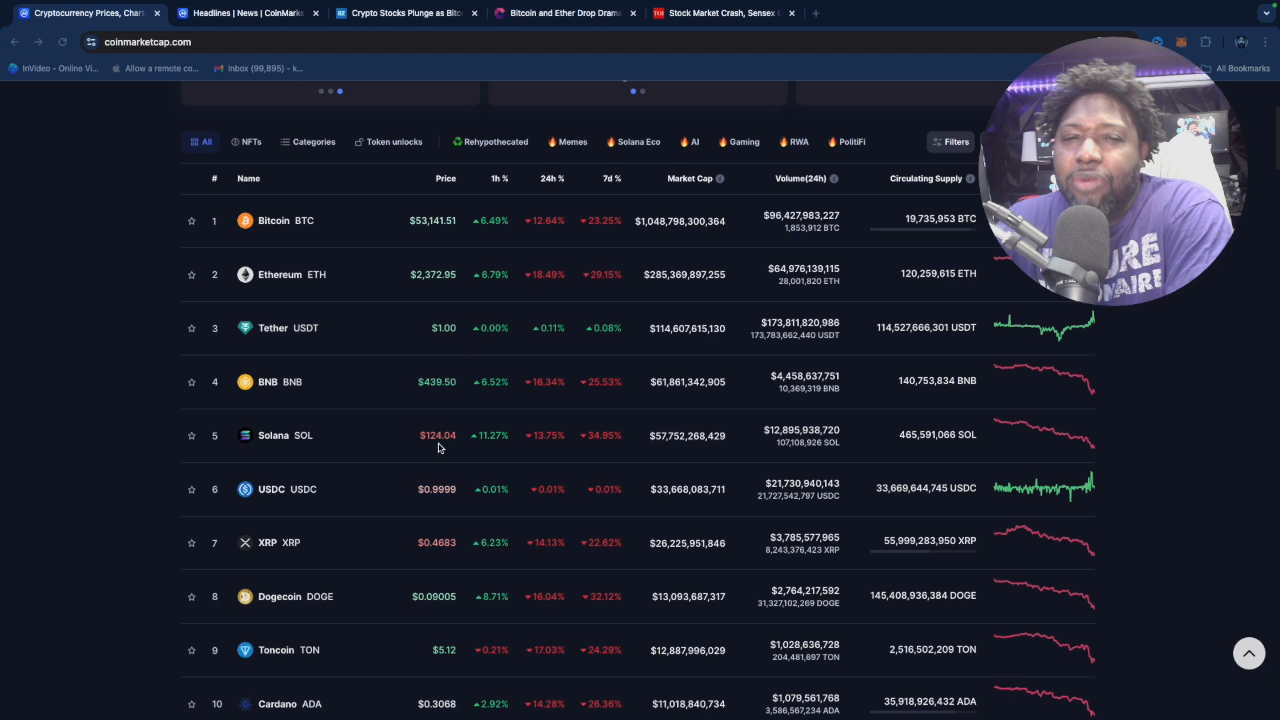 Cryptocurrency Prices, Chart
Headlines | News | CoinMarke
Crypto Stocks Plunge as Bitco
Bitcoin and Ether Drop Drama
Stock Market Crash, Sensex C
coinmarketcap.com
InVideo - Online Vi...
Allow a remote co...
Inbox (99,895) - k...
All Bookmarks
All
NFTs
Categories
Token unlocks
Rehypothecated
Memes
Solana Eco
AI
Gaming
RWA
PolitiFi
Filters
# Name Price 1h % 24h % 7d % Market Cap Volume(24h) Circulating Supply
1 Bitcoin BTC $53,141.51 6.49% 12.64% 23.25% $1,048,798,300,364 $96,427,983,227 19,735,953 BTC
1,853,912 BTC
2 Ethereum ETH $2,372.95 6.79% 18.49% 29.15% $285,369,897,255 $64,976,139,115 120,259,615 ETH
28,001,820 ETH
3 Tether USDT $1.00 0.00% 0.11% 0.08% $114,607,615,130 $173,811,820,986 114,527,666,301 USDT
173,783,662,440 USDT
4 BNB BNB $439.50 6.52% 16.34% 25.53% $61,861,342,905 $4,458,637,751 140,753,834 BNB
10,369,319 BNB
5 Solana SOL $124.04 11.27% 13.75% 34.95% $57,752,268,429 $12,895,938,720 465,591,066 SOL
107,108,926 SOL
6 USDC USDC $0.9999 0.01% 0.01% 0.01% $33,668,083,711 $21,730,940,143 33,669,644,745 USDC
21,727,542,797 USDC
7 XRP XRP $0.4683 6.23% 14.13% 22.62% $26,225,951,846 $3,785,577,965 55,999,283,950 XRP
8,243,376,423 XRP
8 Dogecoin DOGE $0.09005 8.71% 16.04% 32.12% $13,093,687,317 $2,764,217,592 145,408,936,384 DOGE
31,327,102,269 DOGE
9 Toncoin TON $5.12 0.21% 17.03% 24.29% $12,887,996,029 $1,028,636,728 2,516,502,209 TON
204,481,697 TON
10 Cardano ADA $0.3068 2.92% 14.28% 26.36% $11,018,840,734 $1,079,561,768 35,918,926,432 ADA
3,586,567,234 ADA